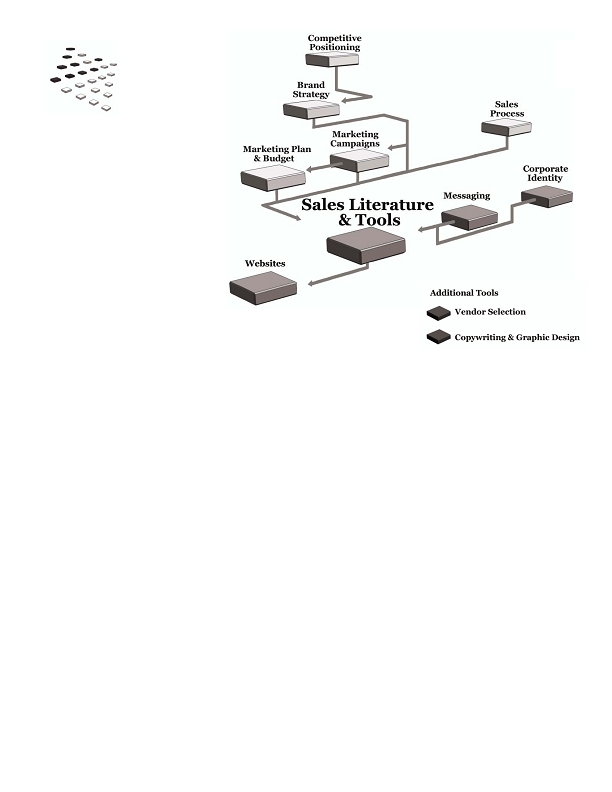 Competitive
Positioning
Brand
Strategy
Sales
Process
Marketing
Campaigns
Marketing Plan
& Budget
Corporate
Identity
Messaging
Sales Literature
& Tools
Websites
Additional Tools
Vendor Selection
Copywriting & Graphic Design